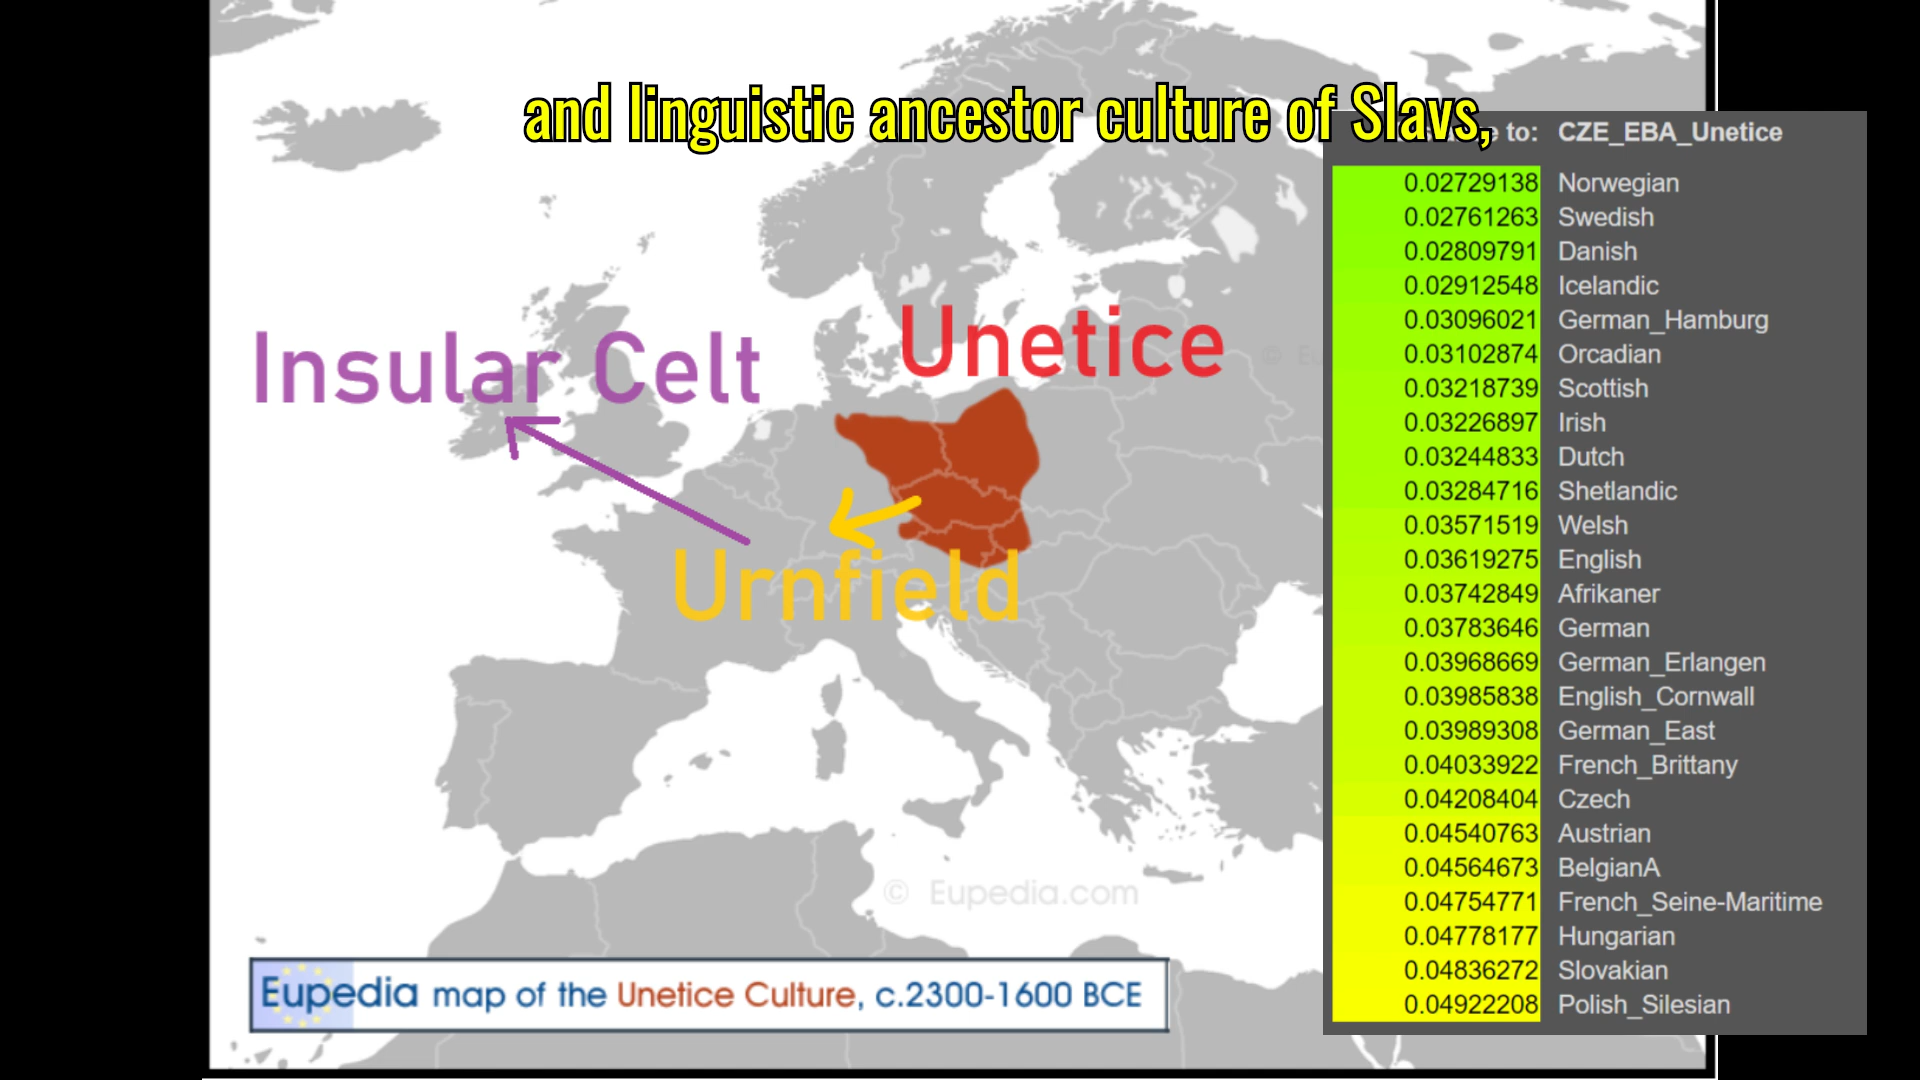 and linguistic ancestor culture of Slavs,
to: CZE_EBA_Unetice
0.02729138 Norwegian
0.02761263 Swedish
0.02809791 Danish
0.02912548 Icelandic
0.03096021 German_Hamburg
0.03102874 Orcadian
0.03218739 Scottish
0.03226897 Irish
0.03244833 Dutch
0.03284716 Shetlandic
0.03571519 Welsh
0.03619275 English
0.03742849 Afrikaner
0.03783646 German
0.03968669 German_Erlangen
0.03985838 English_Cornwall
0.03989308 German_East
0.04033922 French_Brittany
0.04208404 Czech
0.04540763 Austrian
0.04564673 BelgianA
0.04754771 French_Seine-Maritime
0.04778177 Hungarian
0.04836272 Slovakian
0.04922208 Polish_Silesian
Unetice
Insular Celt
Urnfield
© Eupedia.com
Eupedia map of the Unetice Culture, c.2300-1600 BCE